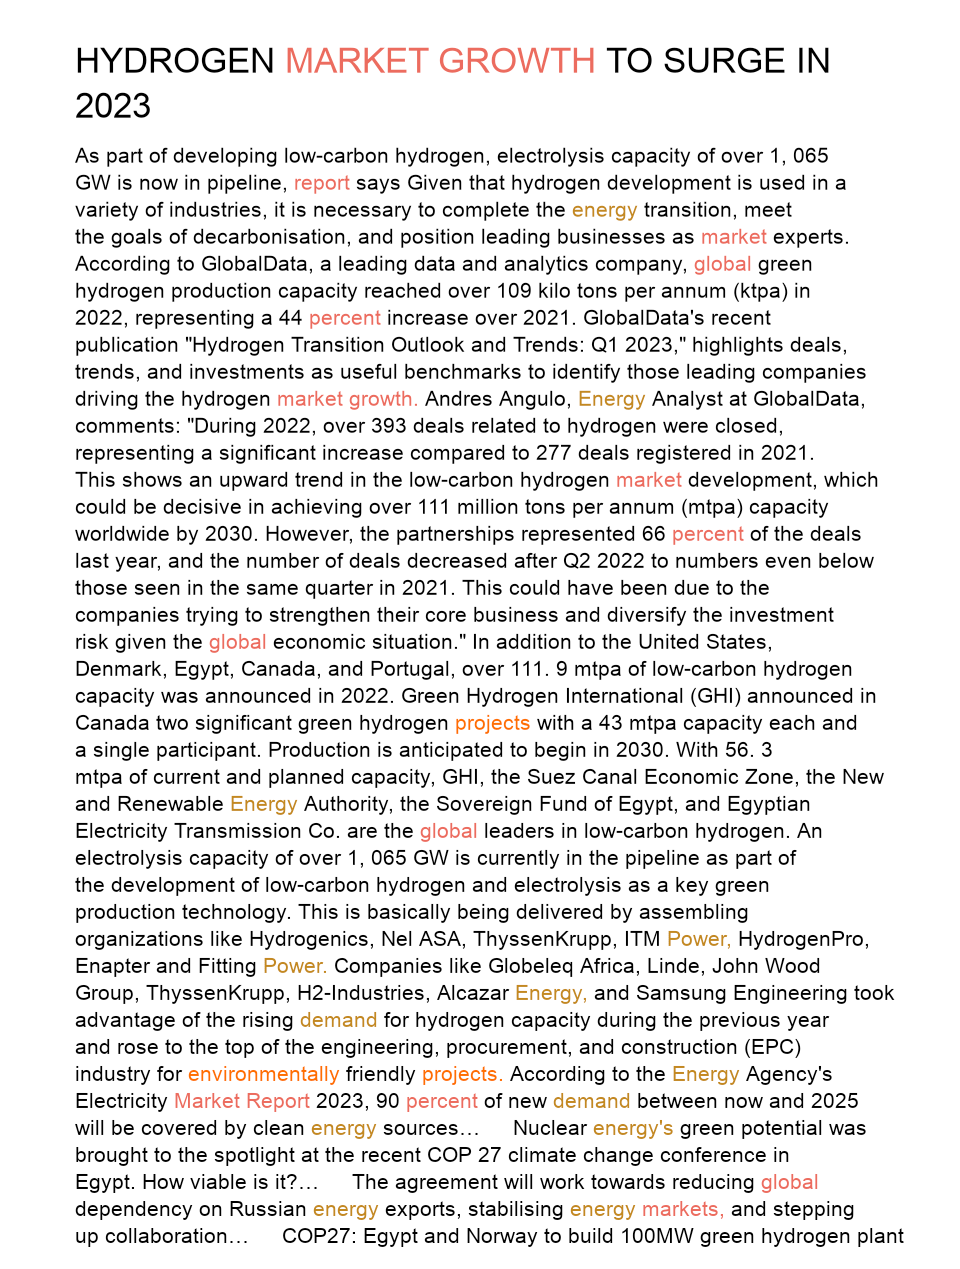 HYDROGEN MARKET GROWTH TO SURGE IN
2023
As part of developing low-carbon hydrogen, electrolysis capacity of over 1, 065
GW is now in pipeline, report says Given that hydrogen development is used in a
variety of industries, it is necessary to complete the energy transition, meet
the goals of decarbonisation, and position leading businesses as market experts.
According to GlobalData, a leading data and analytics company, global green
hydrogen production capacity reached over 109 kilo tons per annum (ktpa) in
2022, representing a 44 percent increase over 2021. GlobalData's recent
publication "Hydrogen Transition Outlook and Trends: Q1 2023," highlights deals,
trends, and investments as useful benchmarks to identify those leading companies
driving the hydrogen market growth. Andres Angulo, Energy Analyst at GlobalData,
comments: "During 2022, over 393 deals related to hydrogen were closed,
representing a significant increase compared to 277 deals registered in 2021.
This shows an upward trend in the low-carbon hydrogen market development, which
could be decisive in achieving over 111 million tons per annum (mtpa) capacity
worldwide by 2030. However, the partnerships represented 66 percent of the deals
last year, and the number of deals decreased after Q2 2022 to numbers even below
those seen in the same quarter in 2021. This could have been due to the
companies trying to strengthen their core business and diversify the investment
risk given the global economic situation." In addition to the United States,
Denmark, Egypt, Canada, and Portugal, over 111. 9 mtpa of low-carbon hydrogen
capacity was announced in 2022. Green Hydrogen International (GHI) announced in
Canada two significant green hydrogen projects with a 43 mtpa capacity each and
a single participant. Production is anticipated to begin in 2030. With 56. 3
mtpa of current and planned capacity, GHI, the Suez Canal Economic Zone, the New
and Renewable Energy Authority, the Sovereign Fund of Egypt, and Egyptian
Electricity Transmission Co. are the global leaders in low-carbon hydrogen. An
electrolysis capacity of over 1, 065 GW is currently in the pipeline as part of
the development of low-carbon hydrogen and electrolysis as a key green
production technology. This is basically being delivered by assembling
organizations like Hydrogenics, Nel ASA, ThyssenKrupp, ITM Power, HydrogenPro,
Enapter and Fitting Power. Companies like Globeleq Africa, Linde, John Wood
Group, ThyssenKrupp, H2-Industries, Alcazar Energy, and Samsung Engineering took
advantage of the rising demand for hydrogen capacity during the previous year
and rose to the top of the engineering, procurement, and construction (EPC)
industry for environmentally friendly projects. According to the Energy Agency's
Electricity Market Report 2023, 90 percent of new demand between now and 2025
will be covered by clean energy sources… Nuclear energy's green potential was
brought to the spotlight at the recent COP 27 climate change conference in
Egypt. How viable is it?… The agreement will work towards reducing global
dependency on Russian energy exports, stabilising energy markets, and stepping
up collaboration… COP27: Egypt and Norway to build 100MW green hydrogen plant